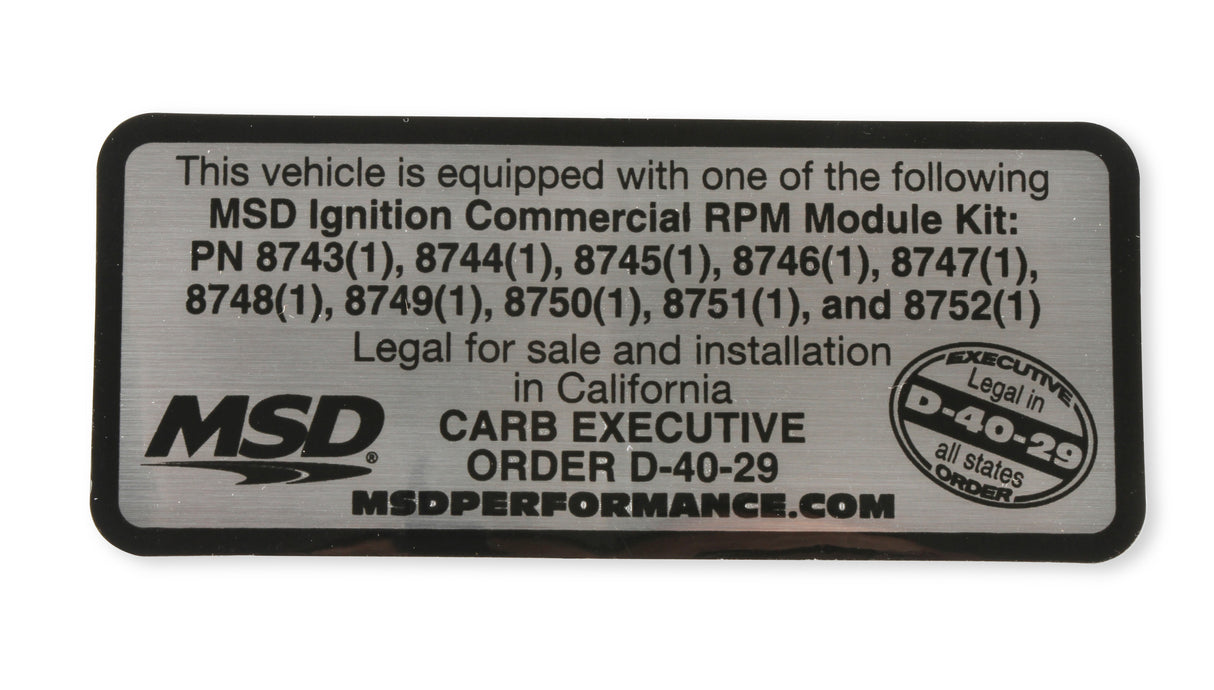 This vehicle is equipped with one of the following
MSD Ignition Commercial RPM Module Kit:
PN 8743(1), 8744(1), 8745(1), 8746(1), 8747(1),
8748(1), 8749(1), 8750(1), 8751(1), and 8752(1)
Legal for sale and installation
in California
CARB EXECUTIVE
ORDER D-40-29
MSDPERFORMANCE.COM
MSD®
EXECUTIVE
Legal in
D-40-29
all states
ORDER